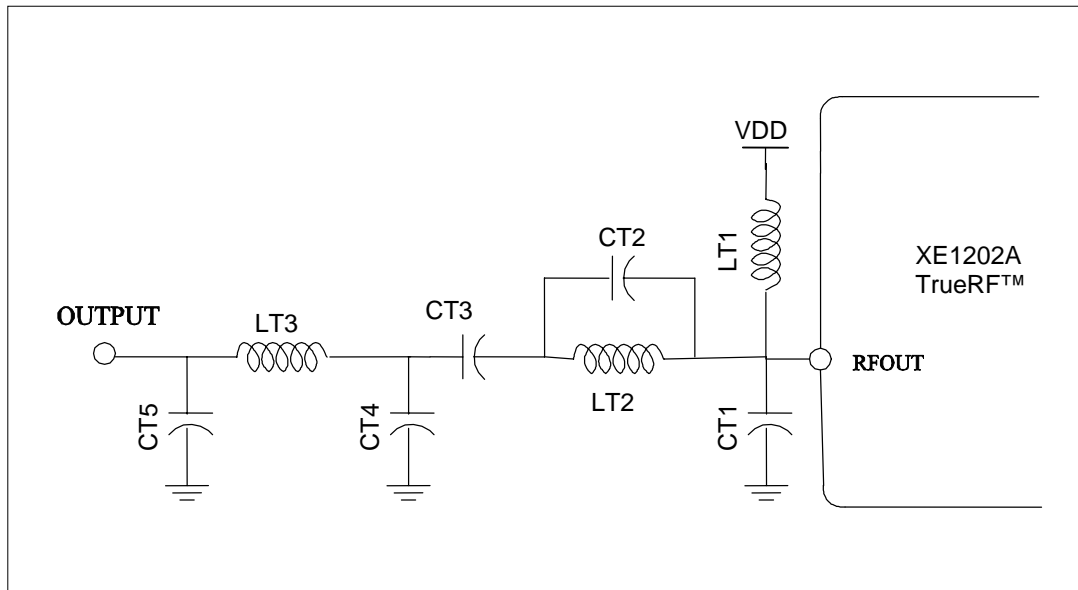 VDD
LT1
CT2
XE1202A
TrueRF™
CT3
OUTPUT
LT3
LT2
RFOUT
CT5
CT4
CT1